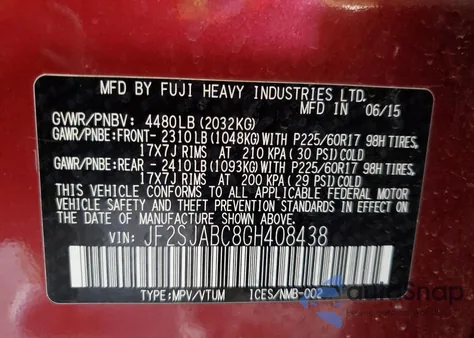 MFD BY FUJI HEAVY INDUSTRIES LTD.
IN 06/15
GVWR/PNBV: 4480LB (2032KG)
GAWR/PNBE:FRONT- 2310LB (1048KG) WITH P225/60R17 98H TIRES
17X7J RIMS AT 210 KPA (30 PSI) COLD
GAWR/PNBE:REAR - 2410LB (1093KG) WITH P225/60R17 98H TIRES
17X7J RIMS AT 200 KPA (29 PSI) COLD
THIS VEHICLE CONFORMS TO ALL APPLICABLE FEDERAL MOTOR
VEHICLE SAFETY AND THEFT PREVENTION STANDARDS IN EFFECT
ON THE DATE OF MANUFACTURE SHOWN ABOVE.
VIN: JF2SJABC8GH408438
TYPE:MPV/VTUM ICES/NMB-002
autosnap